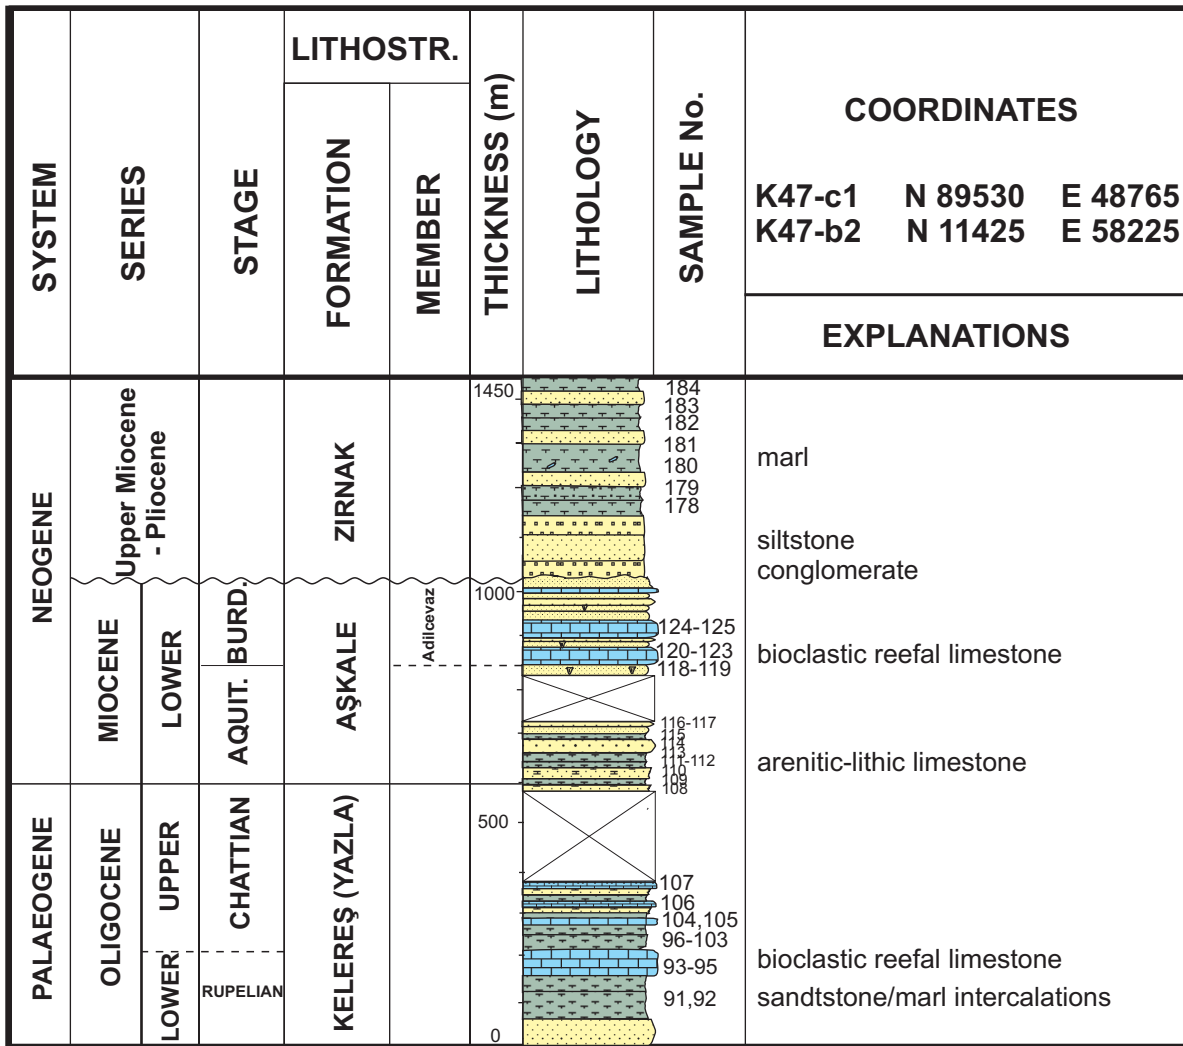 SYSTEM
SERIES
STAGE
LITHOSTR.
FORMATION
MEMBER
THICKNESS (m)
LITHOLOGY
SAMPLE No.
COORDINATES
K47-c1 N 89530 E 48765
K47-b2 N 11425 E 58225
EXPLANATIONS
NEOGENE
PALAEOGENE
Upper Miocene
- Pliocene
MIOCENE
LOWER
OLIGOCENE
UPPER
LOWER
BURD.
AQUIT.
CHATTIAN
RUPELIAN
ZIRNAK
AŞKALE
KELEREŞ (YAZLA)
Adilcevaz
1450
1000
500
0
184
183
182
181
180
179
178
124-125
120-123
118-119
116-117
115
114
113
111-112
110
109
108
107
106
104,105
96-103
93-95
91,92
marl
siltstone
conglomerate
bioclastic reefal limestone
arenitic-lithic limestone
bioclastic reefal limestone
sandtstone/marl intercalations